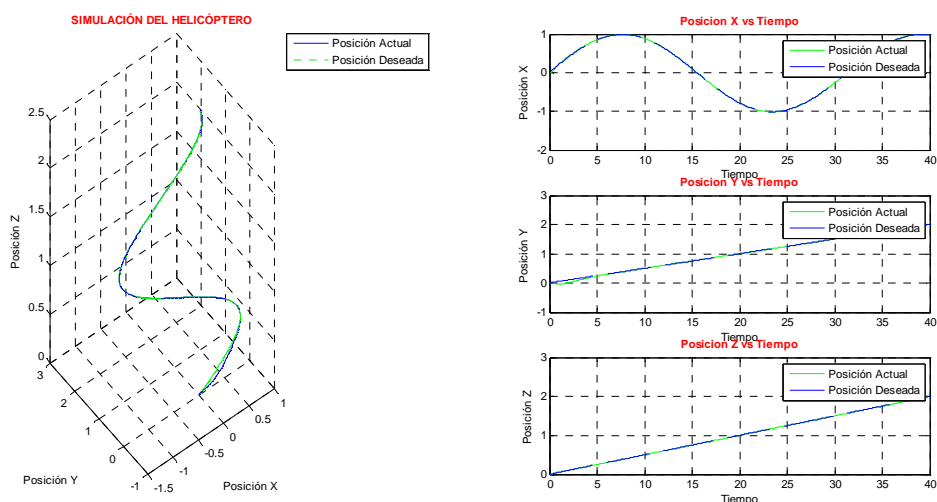 SIMULACIÓN DEL HELICÓPTERO
Posición Actual
Posición Deseada
2.5
2
1.5
1
0.5
0
Posición Z
3
2
1
0
-1
Posición Y
-1.5
-1
-0.5
0
0.5
1
Posición X
Posicion X vs Tiempo
Posición Actual
Posición Deseada
1
0
-1
-2
Posición X
0 5 10 15 20 25 30 35 40
Tiempo
Posicion Y vs Tiempo
Posición Actual
Posición Deseada
3
2
1
0
-1
Posición Y
0 5 10 15 20 25 30 35 40
Tiempo
Posicion Z vs Tiempo
Posición Actual
Posición Deseada
3
2
1
0
Posición Z
0 5 10 15 20 25 30 35 40
Tiempo